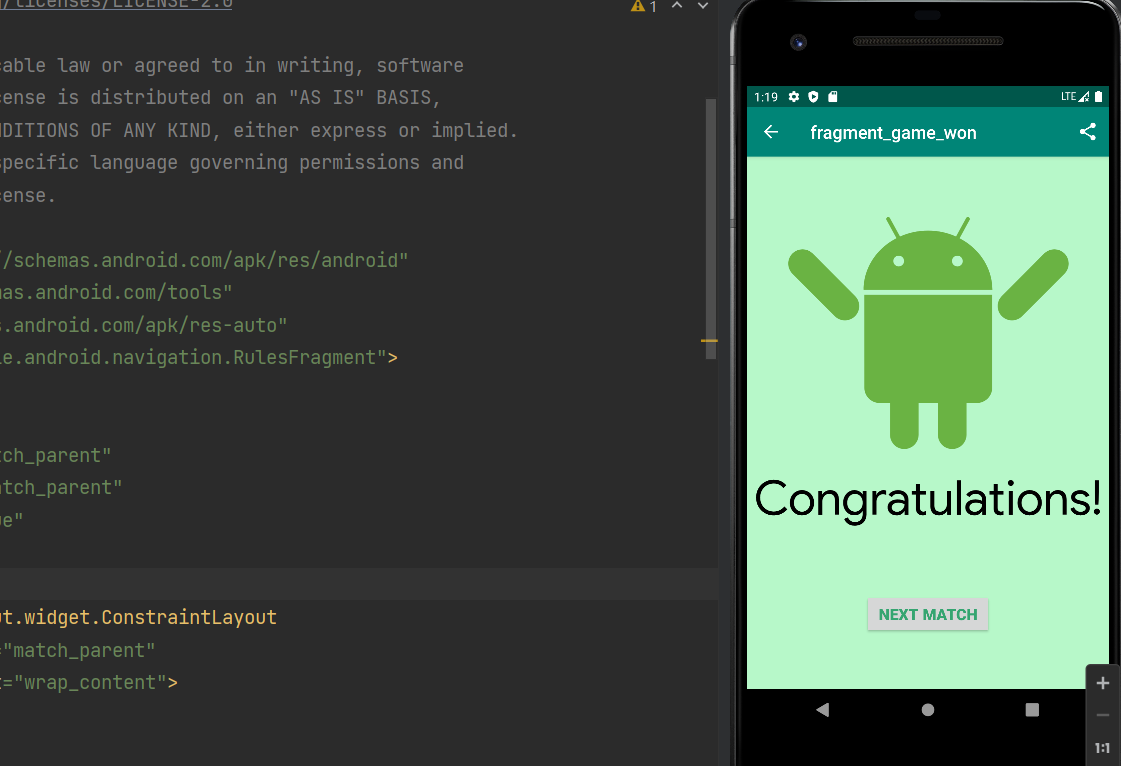 /licenses/LICENSE-2.0
1
cable law or agreed to in writing, software
cense is distributed on an "AS IS" BASIS,
NDITIONS OF ANY KIND, either express or implied.
specific language governing permissions and
cense.
//schemas.android.com/apk/res/android"
mas.android.com/tools"
s.android.com/apk/res-auto"
le.android.navigation.RulesFragment">
tch_parent"
atch_parent"
ue"
ut.widget.ConstraintLayout
="match_parent"
t="wrap_content">
1:19
LTE
fragment_game_won
Congratulations!
NEXT MATCH
1:1